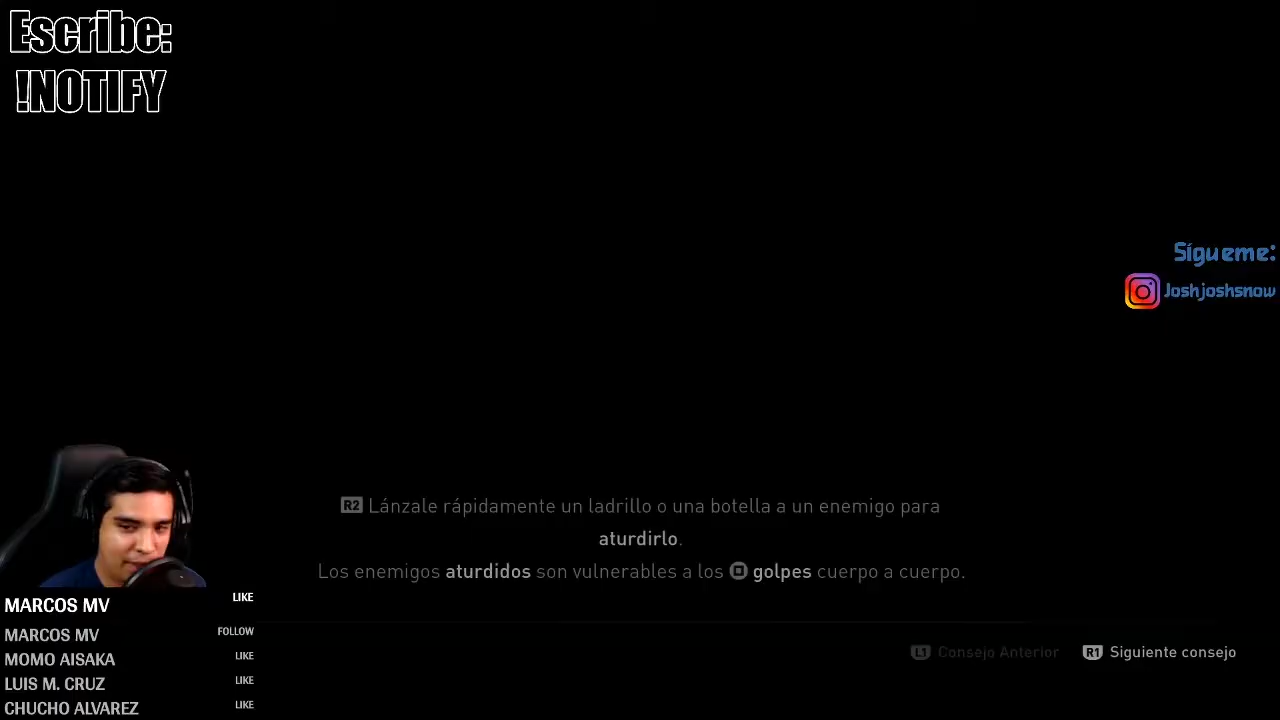 Escribe:
!NOTIFY
Sígueme:
Joshjoshsnow
R2 Lánzale rápidamente un ladrillo o una botella a un enemigo para
aturdirlo.
Los enemigos aturdidos son vulnerables a los golpes cuerpo a cuerpo.
L1 Consejo Anterior R1 Siguiente consejo
MARCOS MV LIKE
MARCOS MV FOLLOW
MOMO AISAKA LIKE
LUIS M. CRUZ LIKE
CHUCHO ALVAREZ LIKE